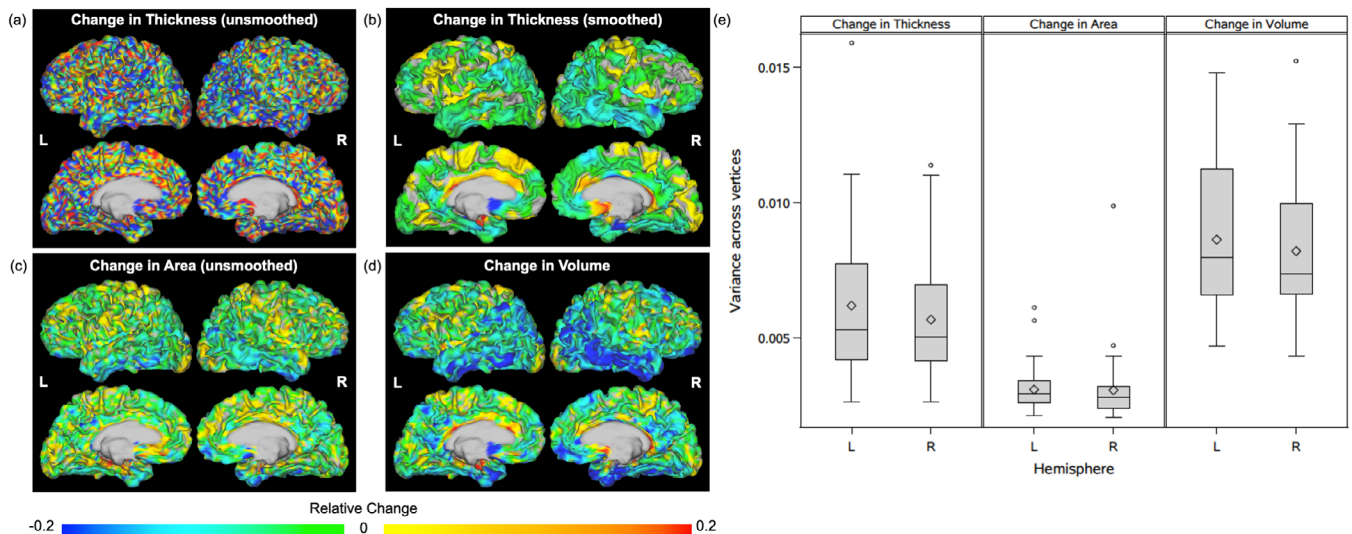 (a)
Change in Thickness (unsmoothed)
L
R
(b)
Change in Thickness (smoothed)
L
R
(c)
Change in Area (unsmoothed)
L
R
(d)
Change in Volume
L
R
Relative Change
-0.2
0
0.2
(e)
Change in Thickness
Change in Area
Change in Volume
Variance across vertices
0.015
0.010
0.005
L
R
L
R
L
R
Hemisphere